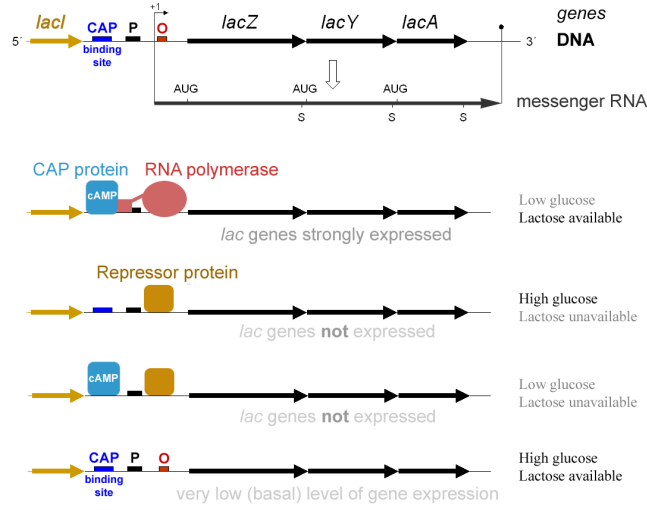 lacI
+1
lacZ
lacY
lacA
genes
CAP
P
O
5´
3´
DNA
binding
site
AUG
AUG
AUG
messenger RNA
S
S
S
CAP protein
RNA polymerase
cAMP
Low glucose
Lactose available
lac genes strongly expressed
Repressor protein
High glucose
Lactose unavailable
lac genes not expressed
cAMP
Low glucose
Lactose unavailable
lac genes not expressed
CAP
P
O
High glucose
Lactose available
binding
site
very low (basal) level of gene expression